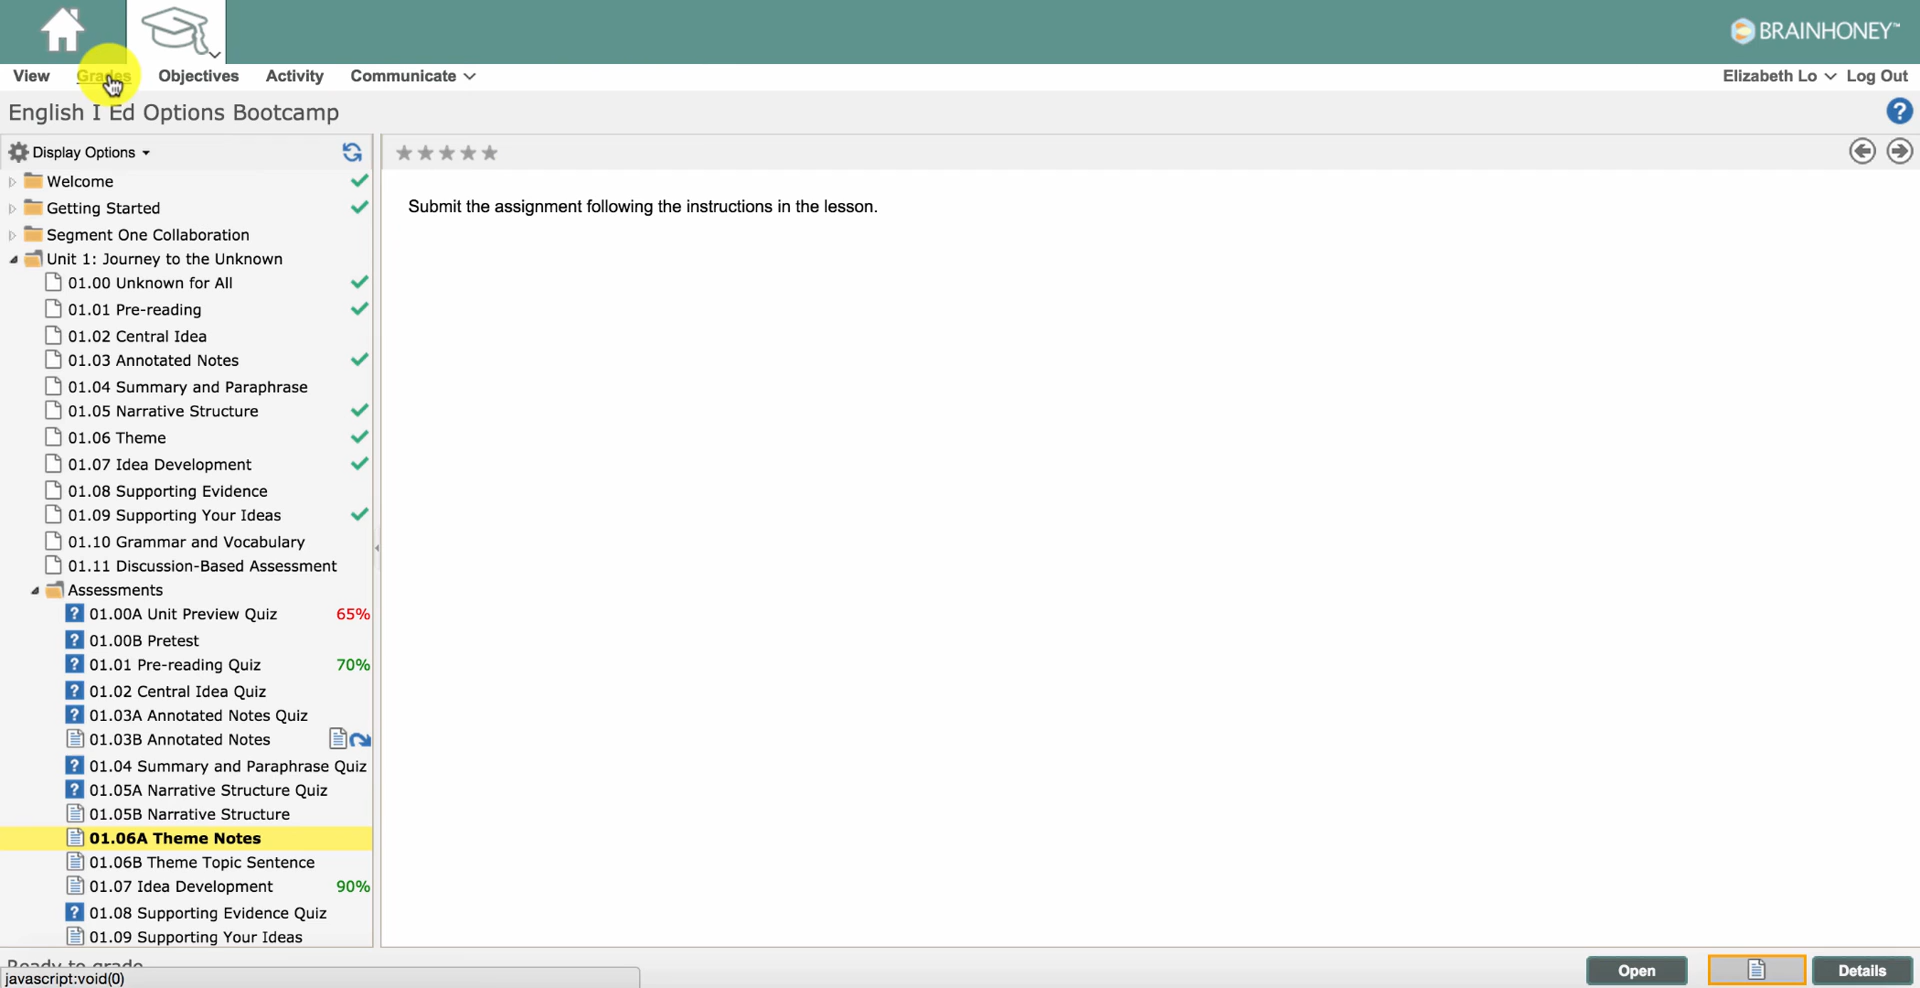 BRAINHONEY™
View Grades Objectives Activity Communicate Elizabeth Lo Log Out
English I Ed Options Bootcamp ?
Display Options
Welcome
Getting Started
Segment One Collaboration
Unit 1: Journey to the Unknown
01.00 Unknown for All
01.01 Pre-reading
01.02 Central Idea
01.03 Annotated Notes
01.04 Summary and Paraphrase
01.05 Narrative Structure
01.06 Theme
01.07 Idea Development
01.08 Supporting Evidence
01.09 Supporting Your Ideas
01.10 Grammar and Vocabulary
01.11 Discussion-Based Assessment
Assessments
? 01.00A Unit Preview Quiz 65%
? 01.00B Pretest
? 01.01 Pre-reading Quiz 70%
? 01.02 Central Idea Quiz
? 01.03A Annotated Notes Quiz
01.03B Annotated Notes
? 01.04 Summary and Paraphrase Quiz
? 01.05A Narrative Structure Quiz
01.05B Narrative Structure
01.06A Theme Notes
01.06B Theme Topic Sentence
01.07 Idea Development 90%
? 01.08 Supporting Evidence Quiz
01.09 Supporting Your Ideas
Submit the assignment following the instructions in the lesson.
Ready to grade
javascript:void(0)
Open Details